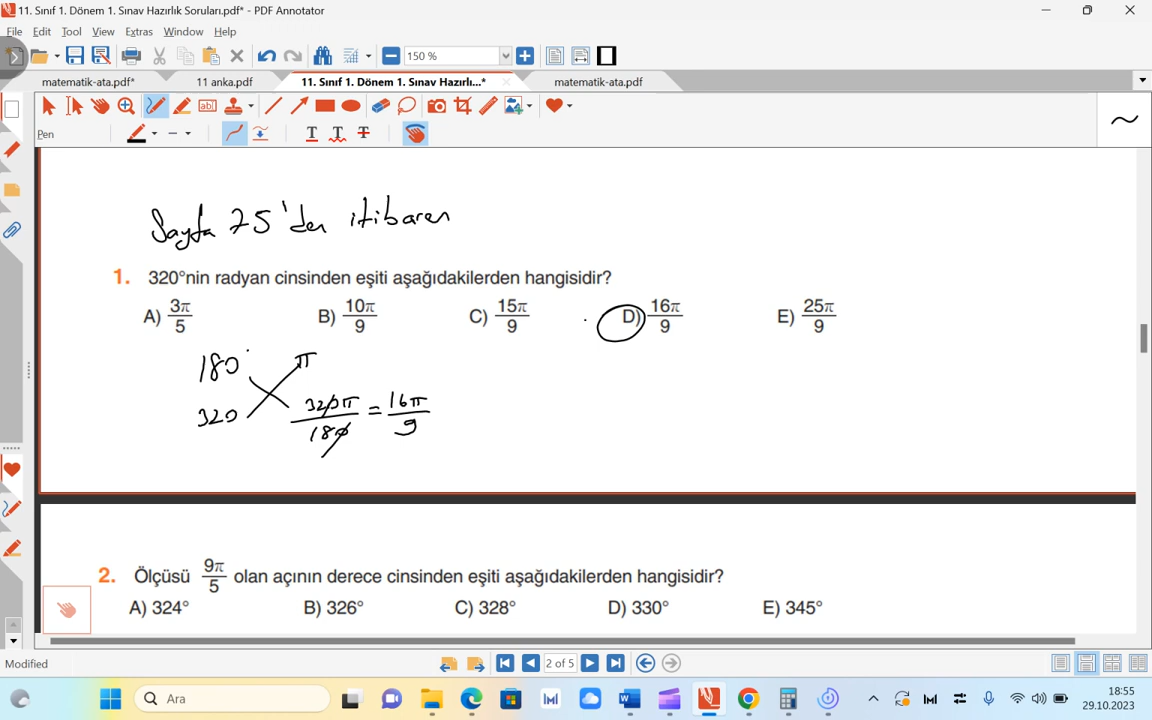 11. Sınıf 1. Dönem 1. Sınav Hazırlık Soruları.pdf* - PDF Annotator
File Edit Tool View Extras Window Help
150 %
matematik-ata.pdf* 11 anka.pdf 11. Sınıf 1. Dönem 1. Sınav Hazırlı...* matematik-ata.pdf
Pen
Sayfa 25'den itibaren
1. 320°nin radyan cinsinden eşiti aşağıdakilerden hangisidir?
A) 3π/5 B) 10π/9 C) 15π/9 D) 16π/9 E) 25π/9
180° π
320 320π/180 = 16π/9
2. Ölçüsü 9π/5 olan açının derece cinsinden eşiti aşağıdakilerden hangisidir?
A) 324° B) 326° C) 328° D) 330° E) 345°
Modified 2 of 5
Ara
18:55
29.10.2023